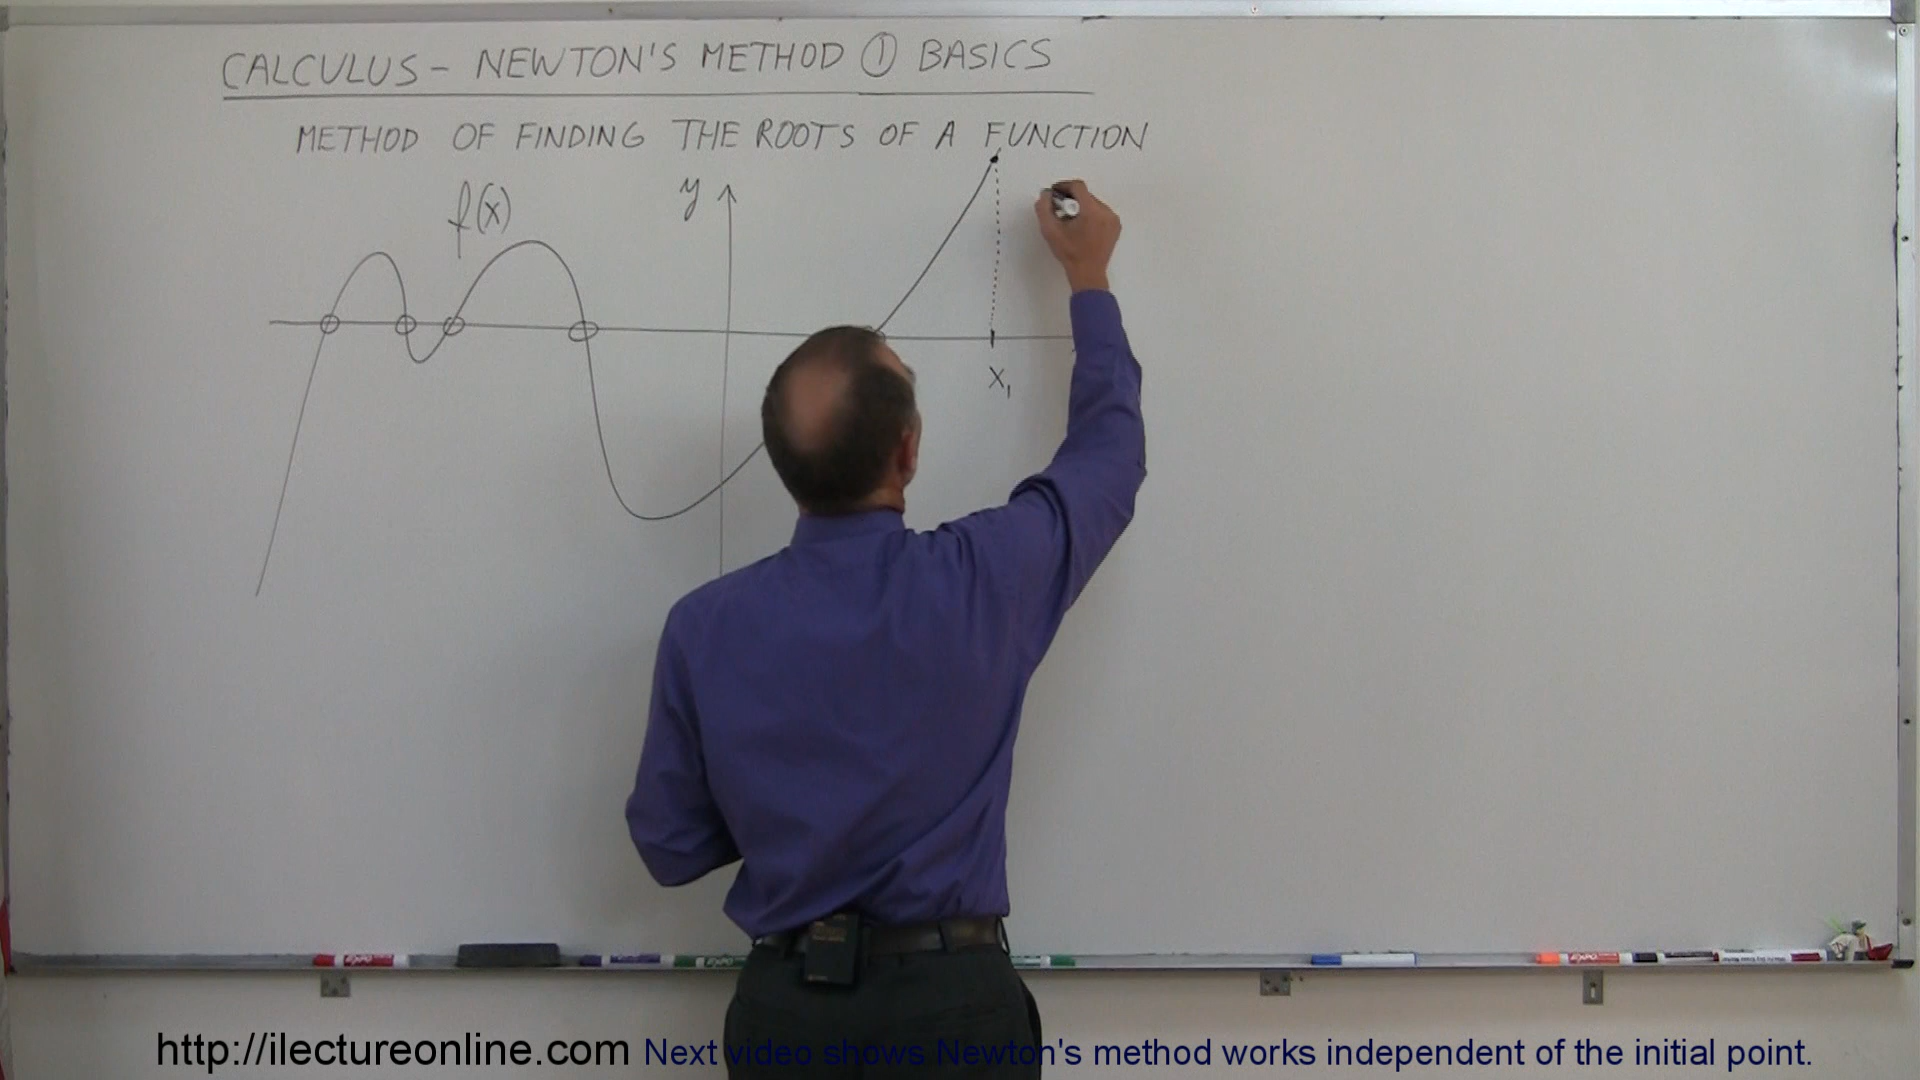 CALCULUS - NEWTON'S METHOD ① BASICS
METHOD OF FINDING THE ROOTS OF A FUNCTION
f(x)
y
x₁
EXPO
http://ilectureonline.com Next video shows Newton's method works independent of the initial point.